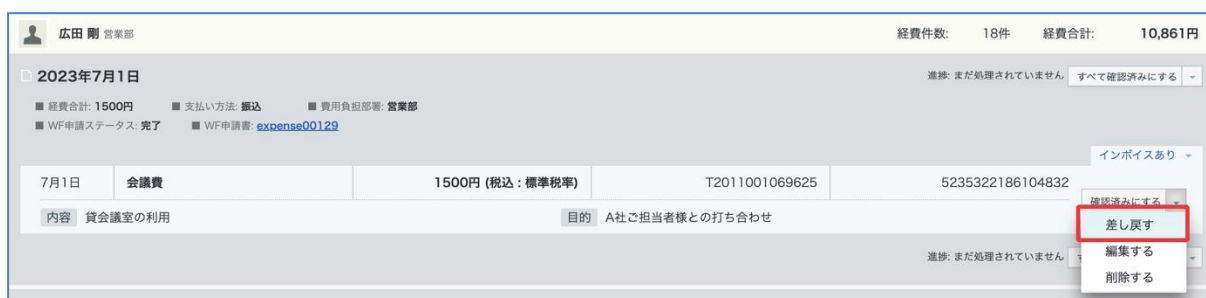 広田 剛 営業部 経費件数: 18件 経費合計: 10,861円
2023年7月1日 進捗: まだ処理されていません すべて確認済みにする
■ 経費合計: 1500円 ■ 支払い方法: 振込 ■ 費用負担部署: 営業部
■ WF申請ステータス: 完了 ■ WF申請書: expense00129
インボイスあり
7月1日 会議費 1500円 (税込 : 標準税率) T2011001069625 5235322186104832
確認済みにする
内容 貸会議室の利用 目的 A社ご担当者様との打ち合わせ
差し戻す
編集する
進捗: まだ処理されていません
削除する